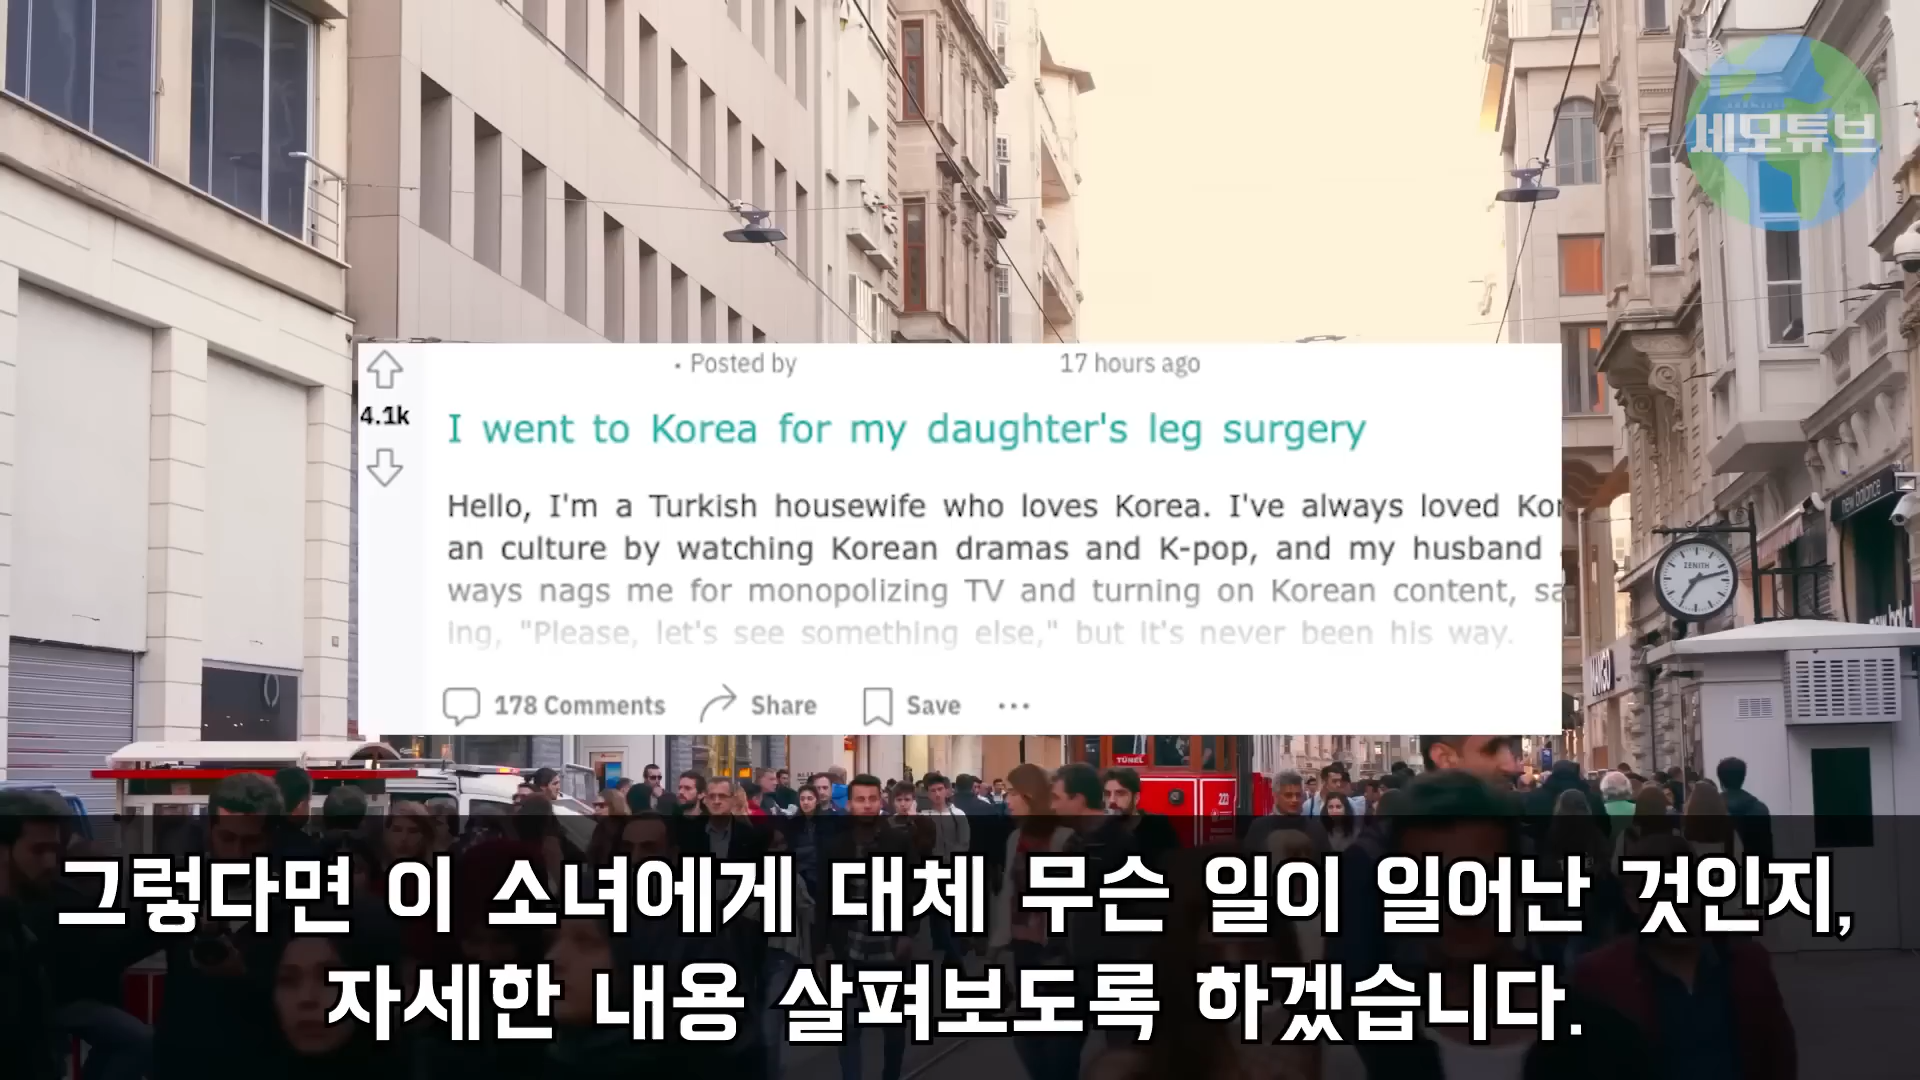 세모튜브
· Posted by 17 hours ago
4.1k
I went to Korea for my daughter's leg surgery
Hello, I'm a Turkish housewife who loves Korea. I've always loved Kor
an culture by watching Korean dramas and K-pop, and my husband
ways nags me for monopolizing TV and turning on Korean content, sa
ing, "Please, let's see something else," but it's never been his way.
178 Comments Share Save ...
new balance
ZENITH
TÜNEL
223
그렇다면 이 소녀에게 대체 무슨 일이 일어난 것인지,
자세한 내용 살펴보도록 하겠습니다.